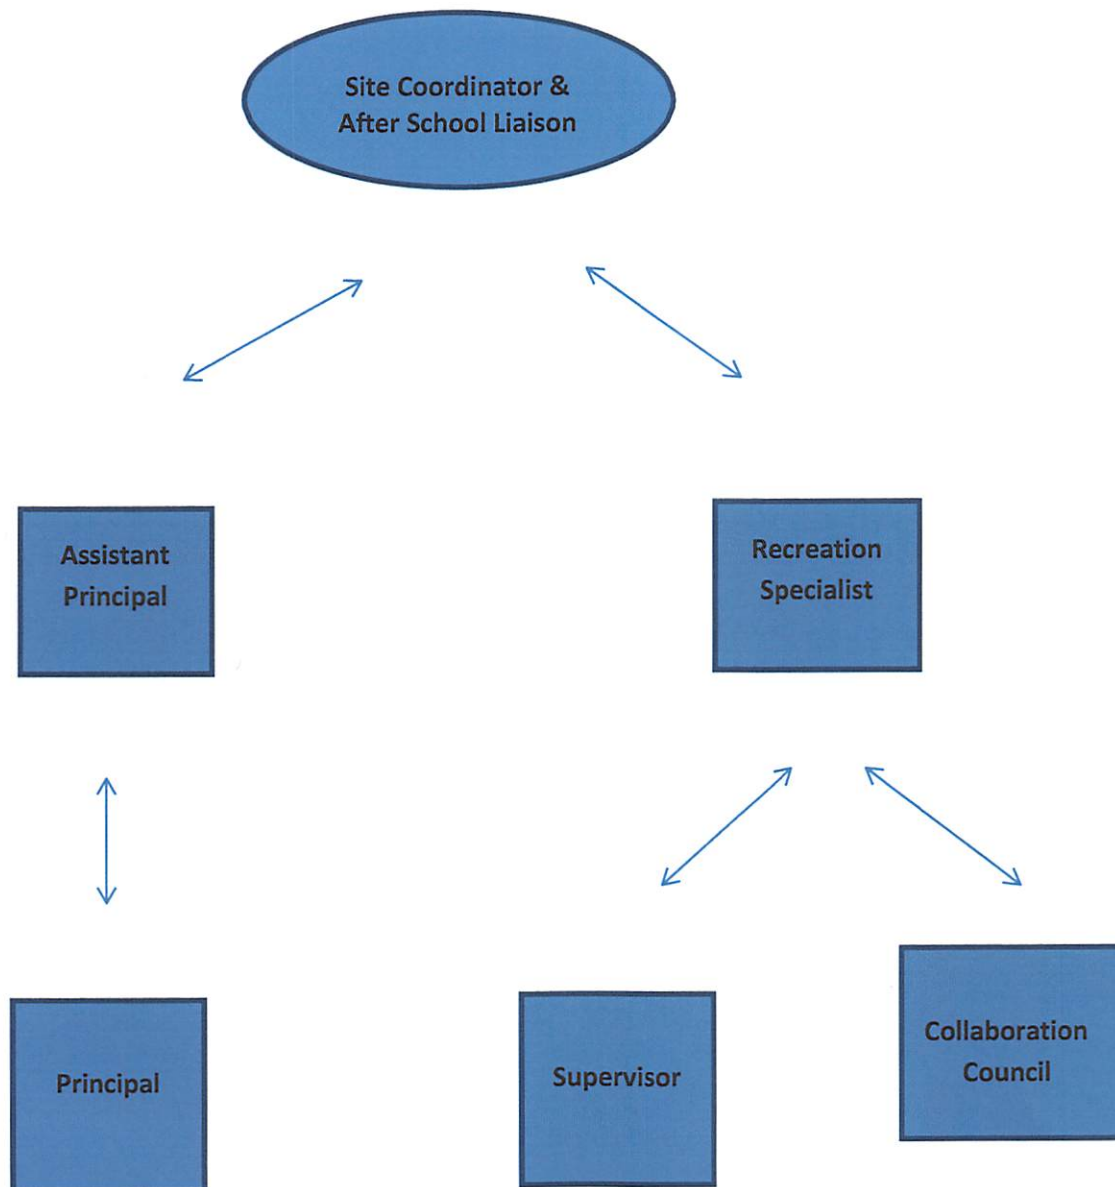 Site Coordinator &
After School Liaison
Assistant
Principal
Recreation
Specialist
Principal
Supervisor
Collaboration
Council